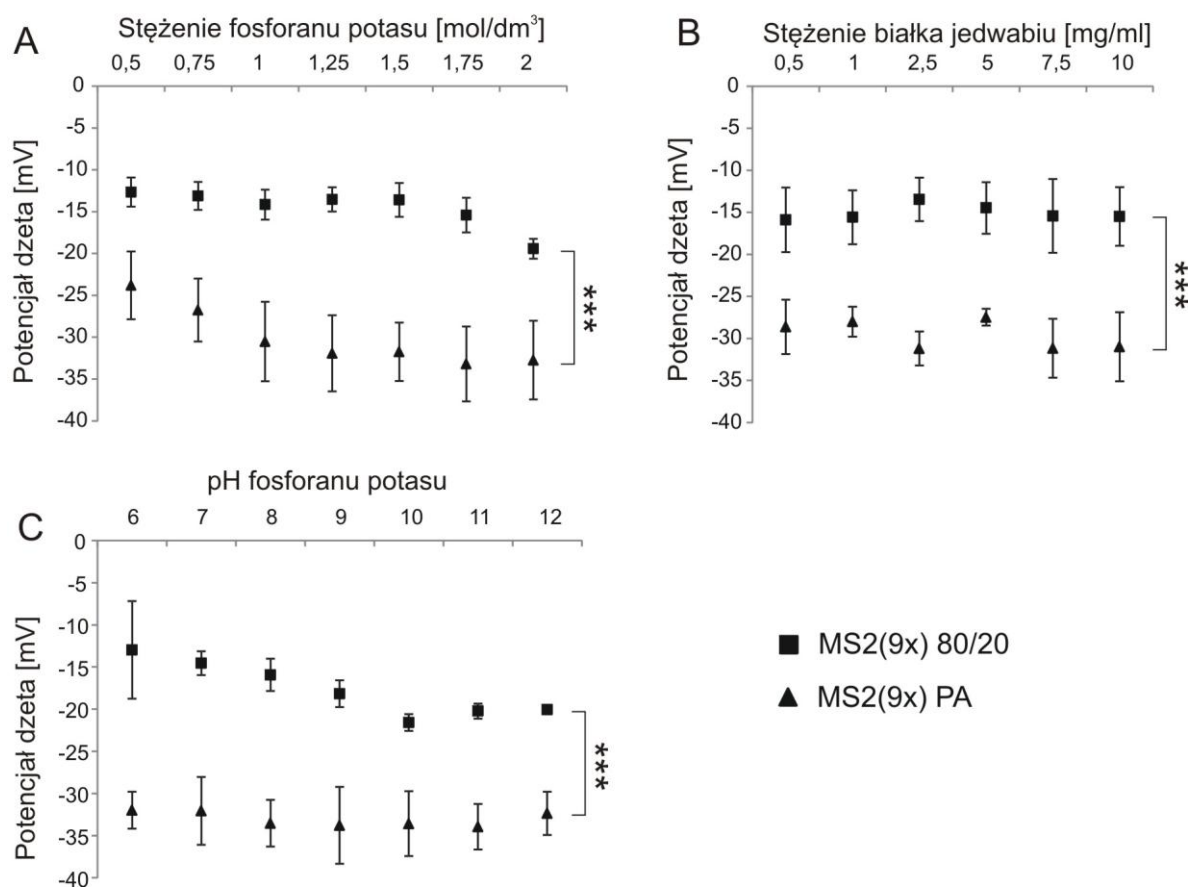 A
Stężenie fosforanu potasu [mol/dm³]
0,5 0,75 1 1,25 1,5 1,75 2
Potencjał dzeta [mV]
0
-5
-10
-15
-20
-25
-30
-35
-40
***
B
Stężenie białka jedwabiu [mg/ml]
0,5 1 2,5 5 7,5 10
Potencjał dzeta [mV]
0
-5
-10
-15
-20
-25
-30
-35
-40
***
C
pH fosforanu potasu
6 7 8 9 10 11 12
Potencjał dzeta [mV]
0
-5
-10
-15
-20
-25
-30
-35
-40
***
MS2(9x) 80/20
MS2(9x) PA